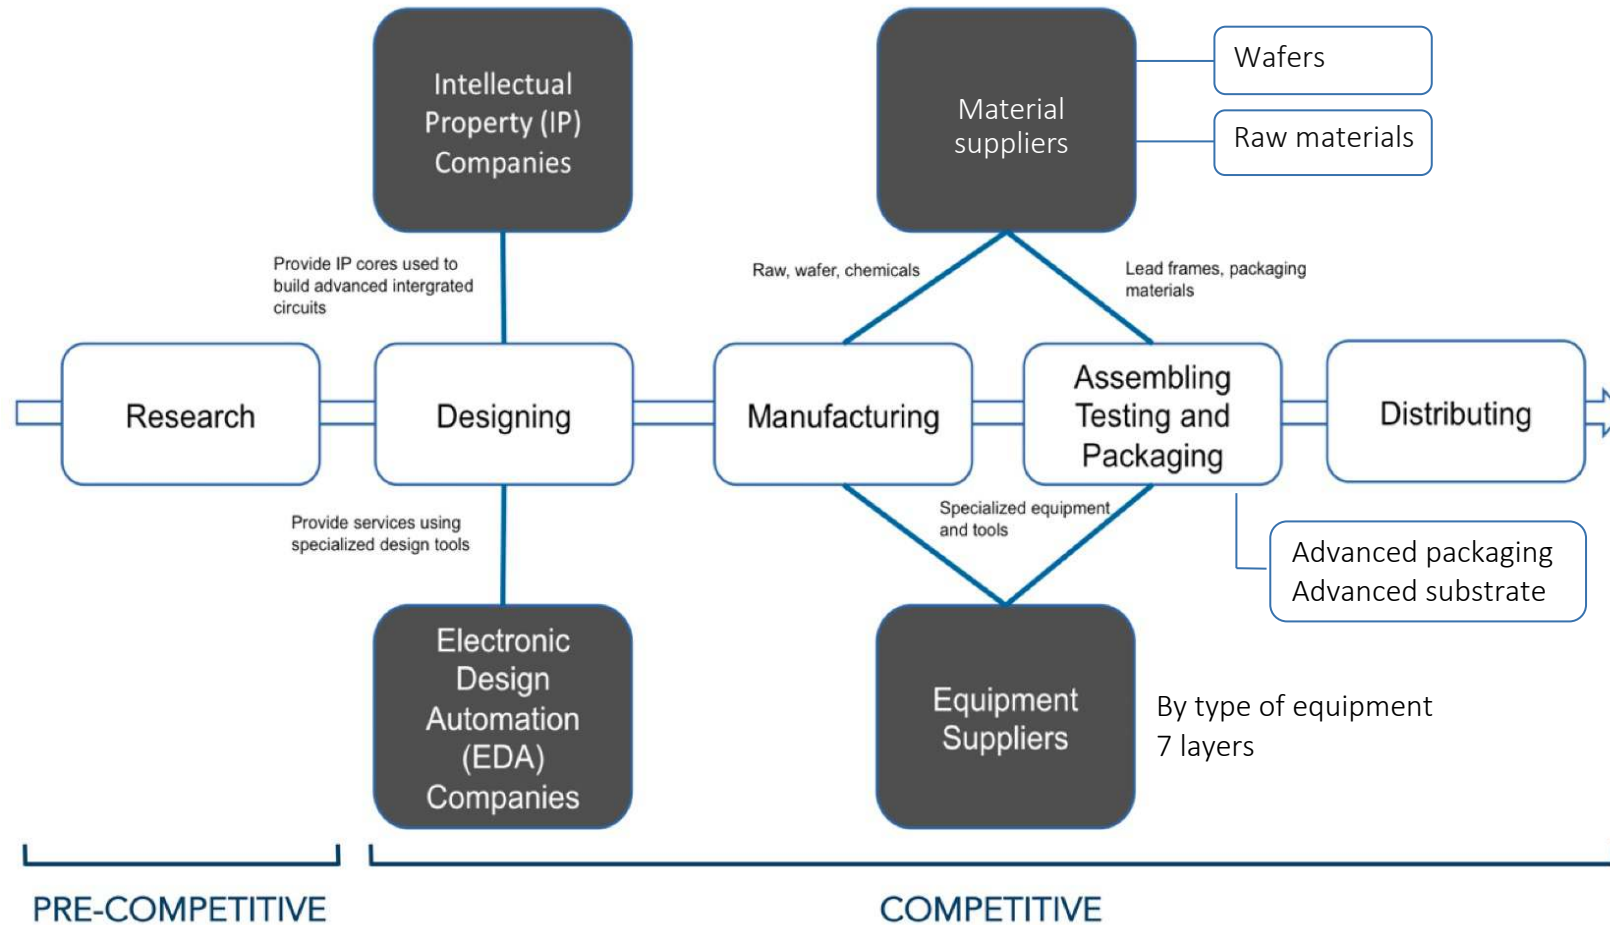 Intellectual
Property (IP)
Companies
Material
suppliers
Wafers
Raw materials
Provide IP cores used to
build advanced intergrated
circuits
Raw, wafer, chemicals
Lead frames, packaging
materials
Research
Designing
Manufacturing
Assembling
Testing and
Packaging
Distributing
Provide services using
specialized design tools
Specialized equipment
and tools
Advanced packaging
Advanced substrate
Electronic
Design
Automation
(EDA)
Companies
Equipment
Suppliers
By type of equipment
7 layers
PRE-COMPETITIVE
COMPETITIVE